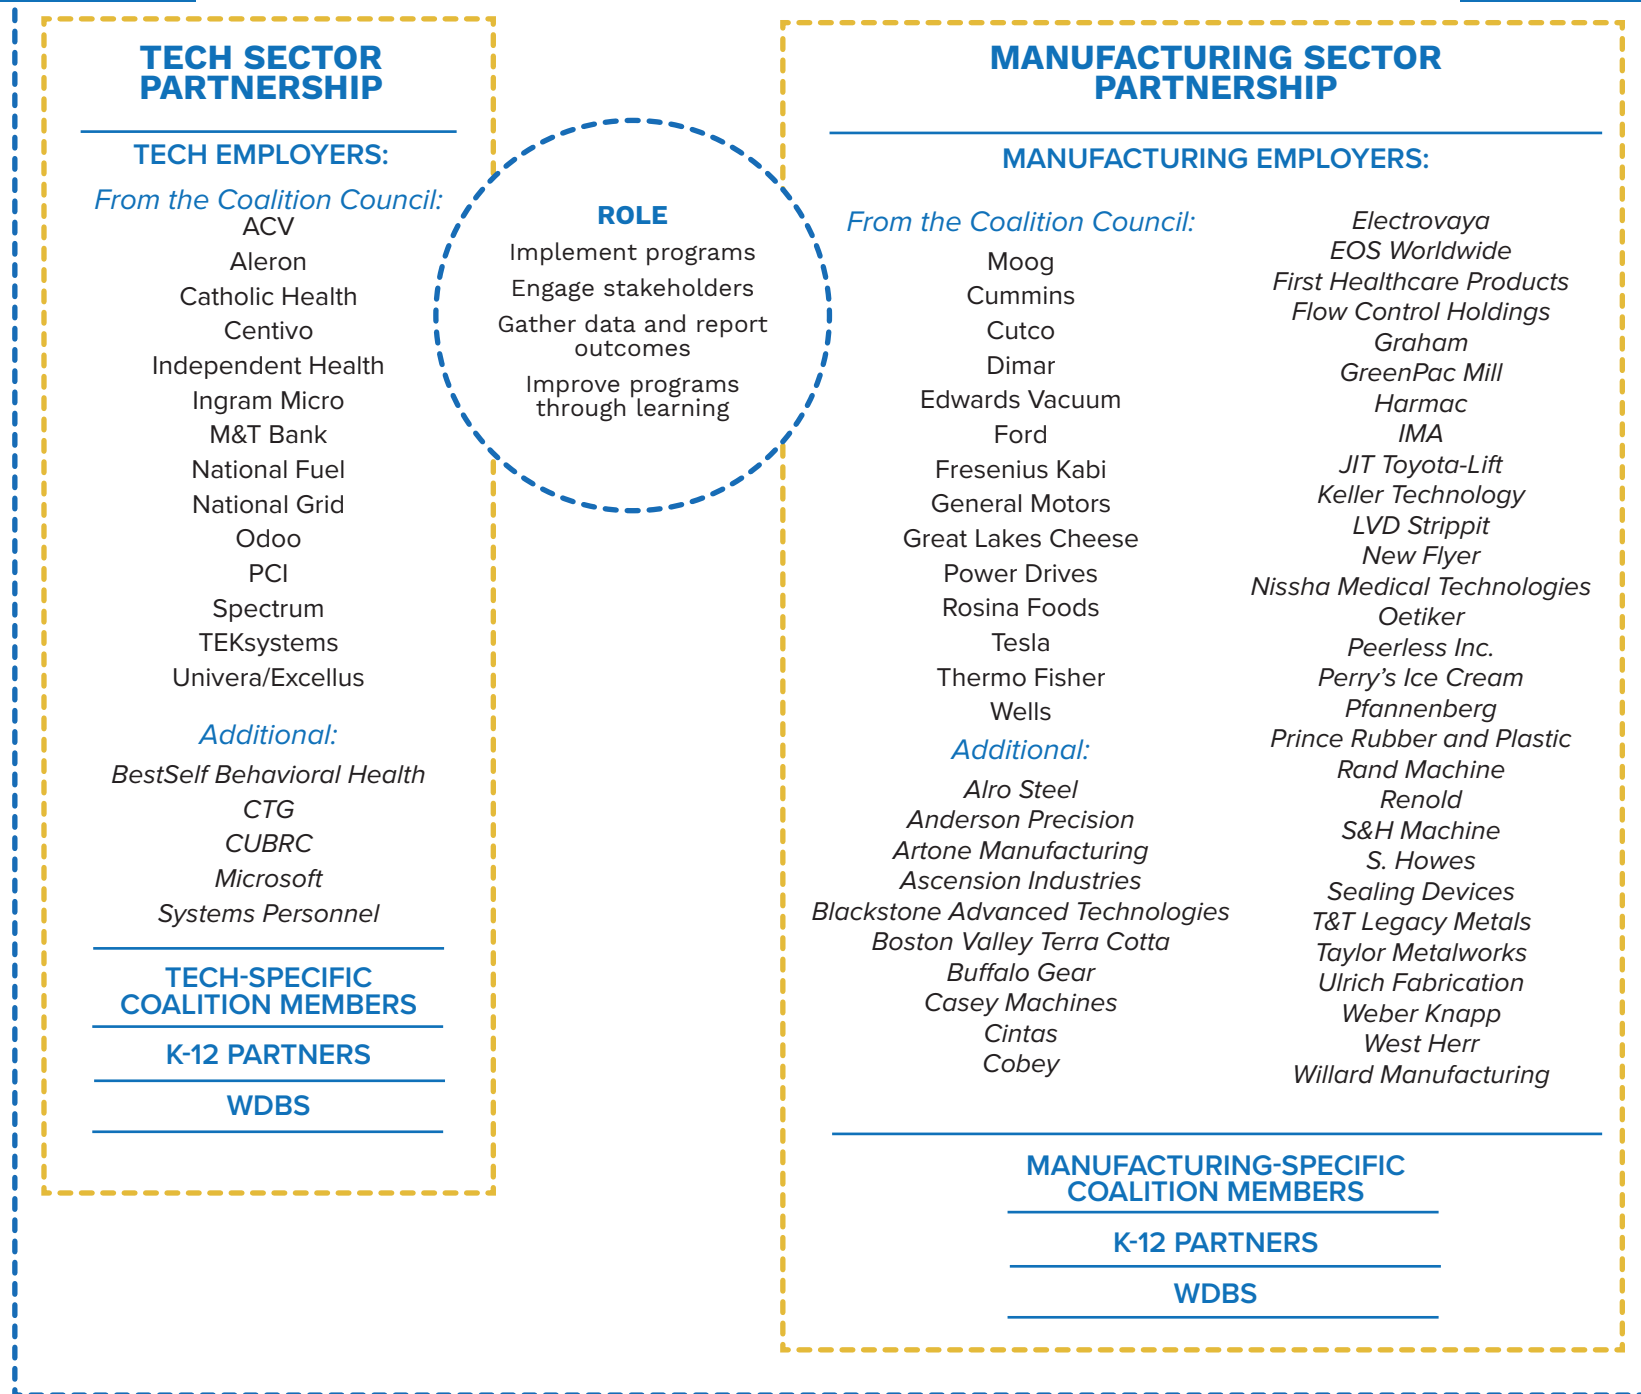 TECH SECTOR
PARTNERSHIP
TECH EMPLOYERS:
From the Coalition Council:
ACV
Aleron
Catholic Health
Centivo
Independent Health
Ingram Micro
M&T Bank
National Fuel
National Grid
Odoo
PCI
Spectrum
TEKsystems
Univera/Excellus
Additional:
BestSelf Behavioral Health
CTG
CUBRC
Microsoft
Systems Personnel
TECH-SPECIFIC
COALITION MEMBERS
K-12 PARTNERS
WDBS
ROLE
Implement programs
Engage stakeholders
Gather data and report
outcomes
Improve programs
through learning
MANUFACTURING SECTOR
PARTNERSHIP
MANUFACTURING EMPLOYERS:
From the Coalition Council:
Moog
Cummins
Cutco
Dimar
Edwards Vacuum
Ford
Fresenius Kabi
General Motors
Great Lakes Cheese
Power Drives
Rosina Foods
Tesla
Thermo Fisher
Wells
Additional:
Alro Steel
Anderson Precision
Artone Manufacturing
Ascension Industries
Blackstone Advanced Technologies
Boston Valley Terra Cotta
Buffalo Gear
Casey Machines
Cintas
Cobey
Electrovaya
EOS Worldwide
First Healthcare Products
Flow Control Holdings
Graham
GreenPac Mill
Harmac
IMA
JIT Toyota-Lift
Keller Technology
LVD Strippit
New Flyer
Nissha Medical Technologies
Oetiker
Peerless Inc.
Perry's Ice Cream
Pfannenberg
Prince Rubber and Plastic
Rand Machine
Renold
S&H Machine
S. Howes
Sealing Devices
T&T Legacy Metals
Taylor Metalworks
Ulrich Fabrication
Weber Knapp
West Herr
Willard Manufacturing
MANUFACTURING-SPECIFIC
COALITION MEMBERS
K-12 PARTNERS
WDBS